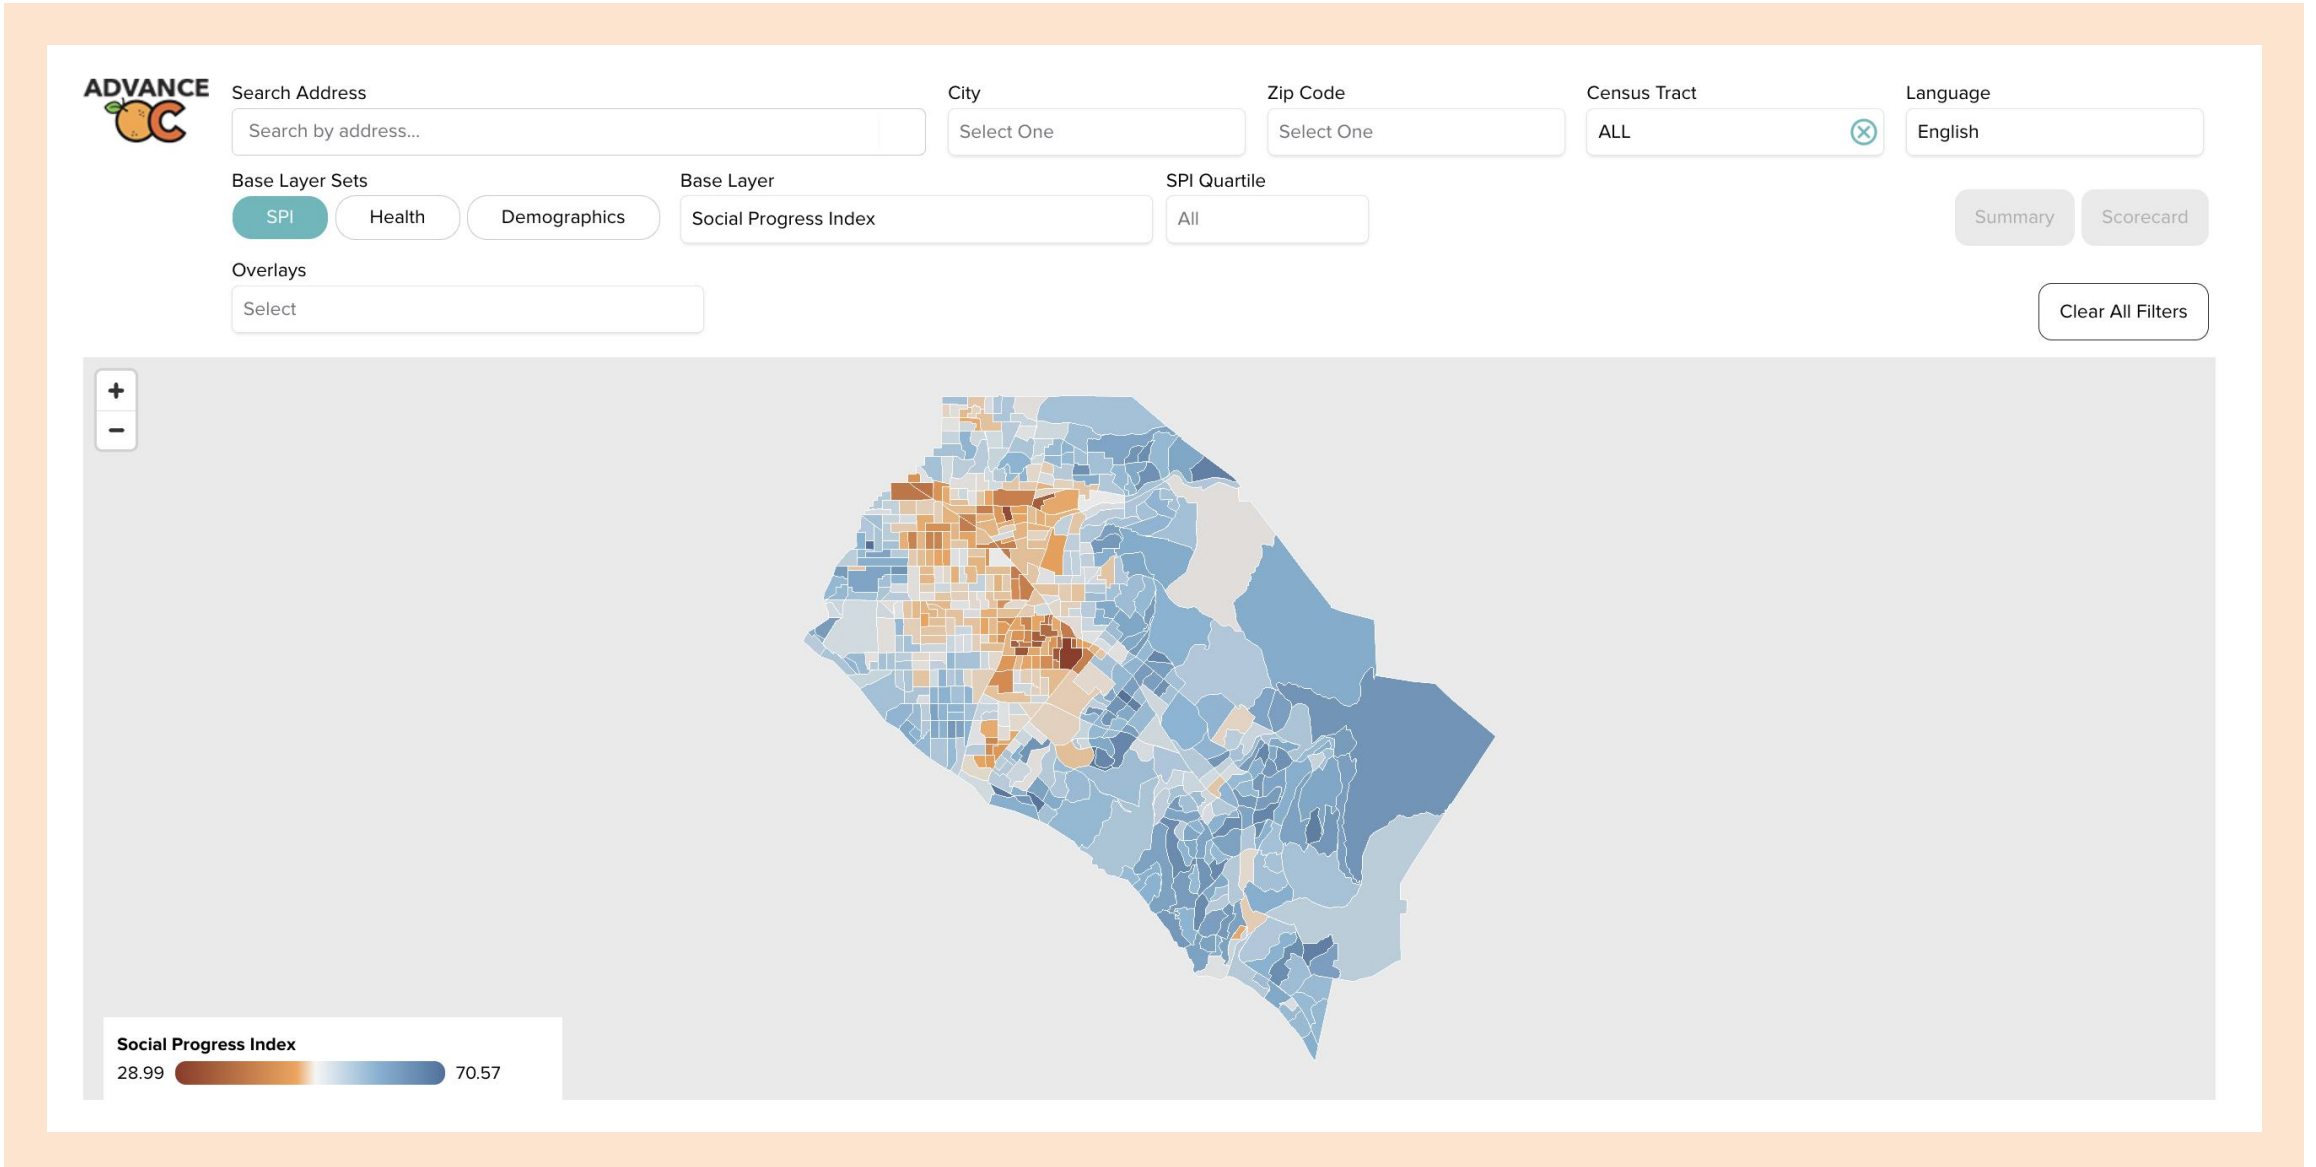 ADVANCE
OC
Search Address
Search by address...
City
Select One
Zip Code
Select One
Census Tract
ALL
Language
English
Base Layer Sets
SPI
Health
Demographics
Base Layer
Social Progress Index
SPI Quartile
All
Summary
Scorecard
Overlays
Select
Clear All Filters
+
−
Social Progress Index
28.99
70.57